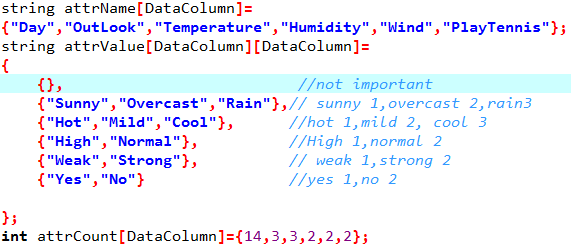 string attrName[DataColumn]=
{"Day","OutLook","Temperature","Humidity","Wind","PlayTennis"};
string attrValue[DataColumn][DataColumn]=
{
{}, //not important
{"Sunny","Overcast","Rain"},// sunny 1,overcast 2,rain3
{"Hot","Mild","Cool"}, //hot 1,mild 2, cool 3
{"High","Normal"}, //High 1,normal 2
{"Weak","Strong"}, // weak 1,strong 2
{"Yes","No"} //yes 1,no 2
};
int attrCount[DataColumn]={14,3,3,2,2,2};